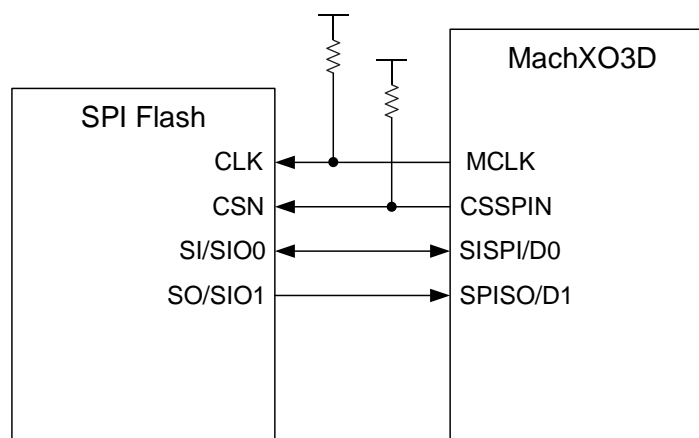 MachXO3D
SPI Flash
CLK
MCLK
CSN
CSSPIN
SI/SIO0
SISPI/D0
SO/SIO1
SPISO/D1